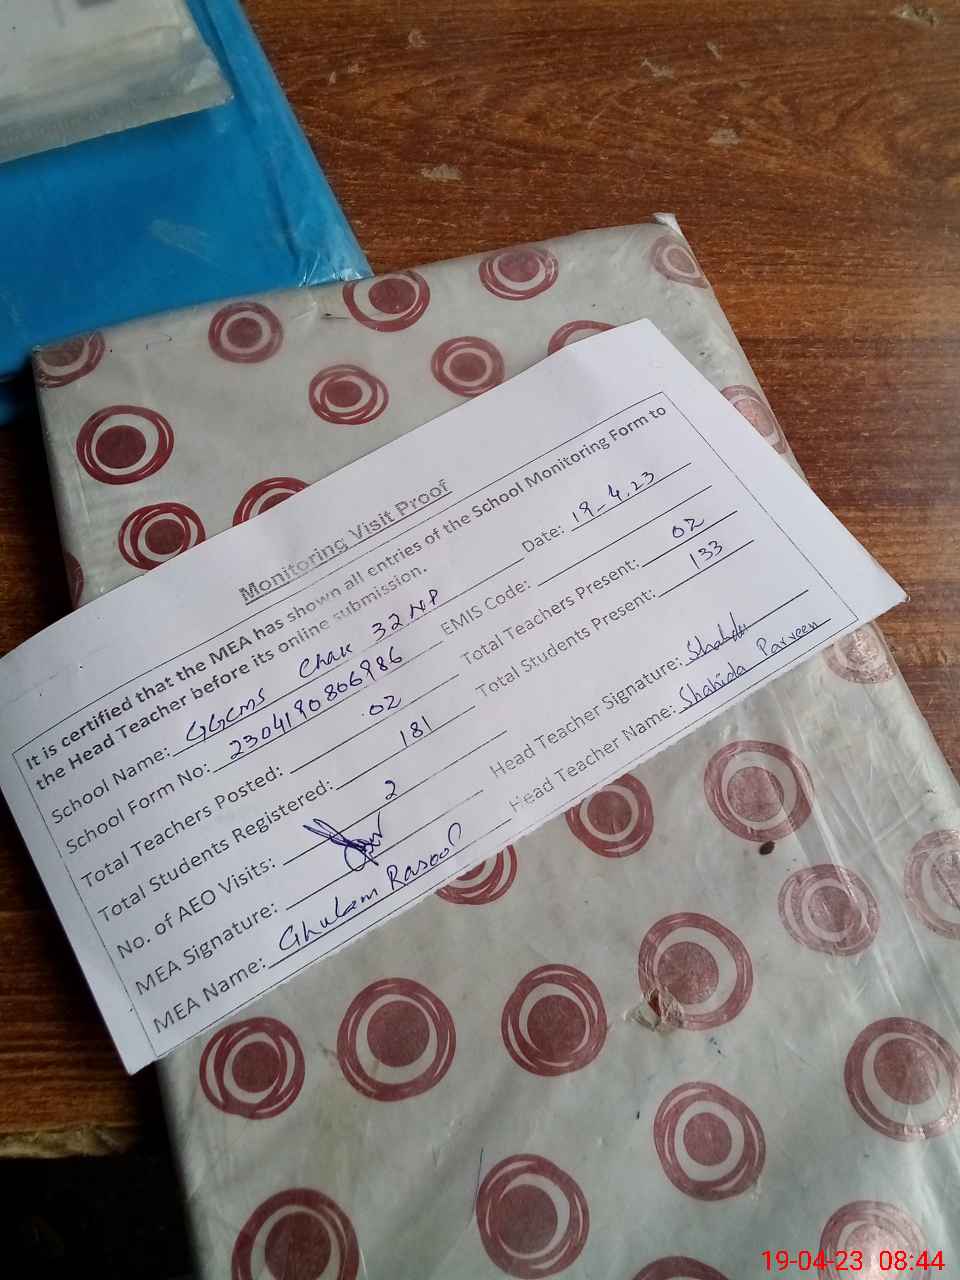 Monitoring Visit Proof
It is certified that the MEA has shown all entries of the School Monitoring Form to
the Head Teacher before its online submission.
School Name: GGCMS Chak 32 NP Date: 19-4.23
School Form No: 2304190806986 EMIS Code:
Total Teachers Posted: 02 Total Teachers Present: 02
Total Students Registered: 181 Total Students Present: 133
No. of AEO Visits: 2
MEA Signature: Head Teacher Signature: Shahida
MEA Name: Ghulam Rasool Head Teacher Name: Shahida Parveen
19-04-23 08:44